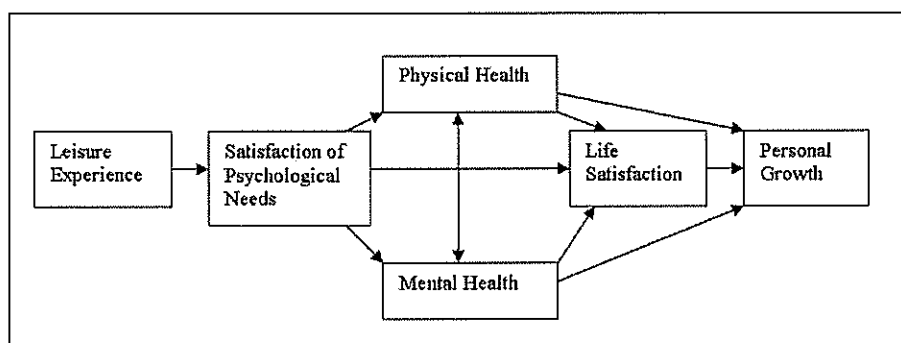 Physical Health
Leisure
Experience
Satisfaction of
Psychological
Needs
Life
Satisfaction
Personal
Growth
Mental Health